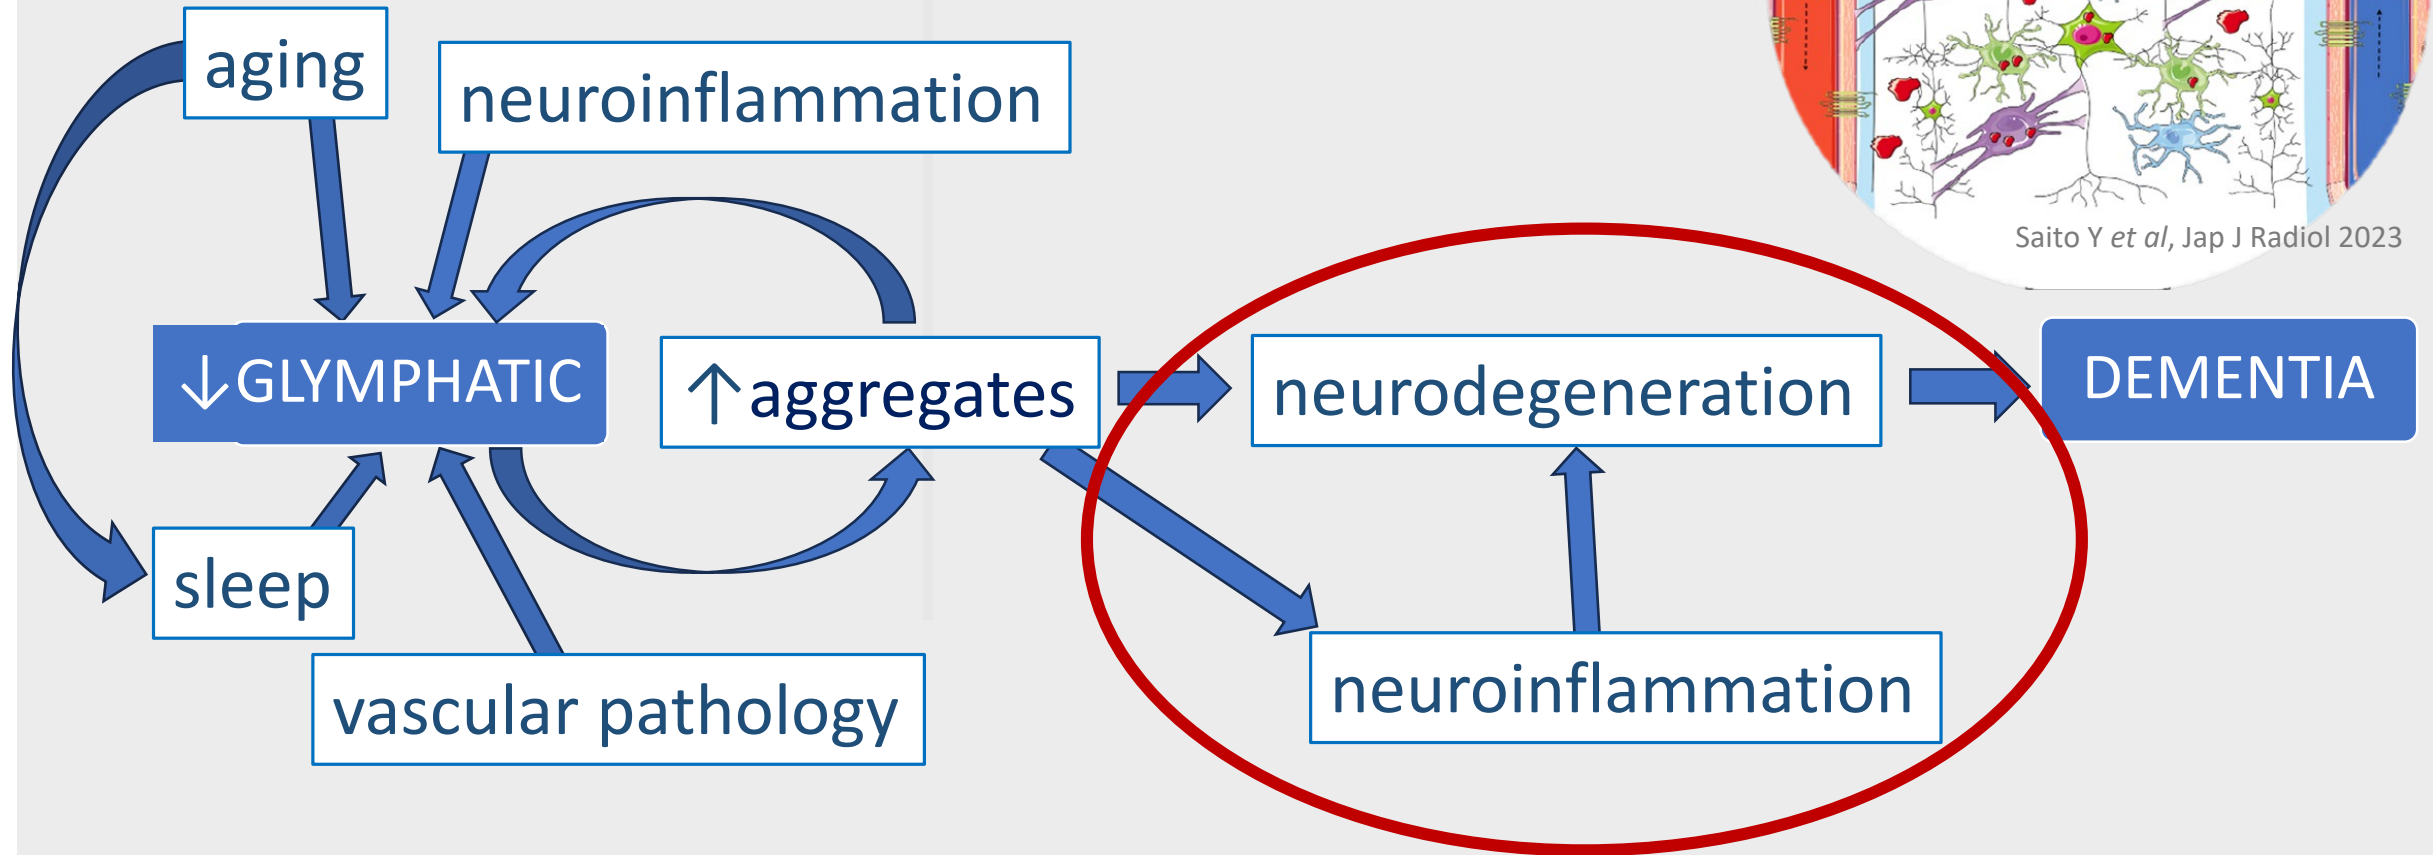 aging
neuroinflammation
Saito Y et al, Jap J Radiol 2023
↓GLYMPHATIC
↑aggregates
neurodegeneration
DEMENTIA
sleep
vascular pathology
neuroinflammation